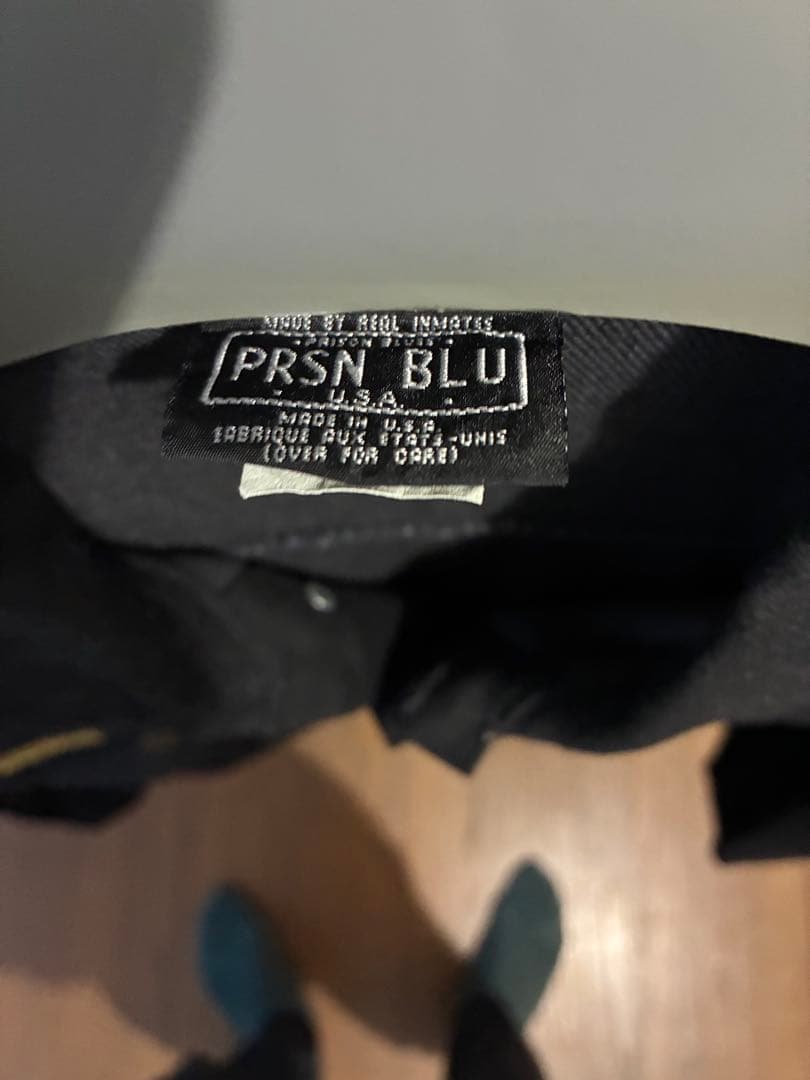 MADE BY REAL INMATES
• PRISON BLUES •
PRSN BLU
• U.S.A. •
MADE IN U.S.A.
FABRIQUE AUX ETATS-UNIS
(OVER FOR CARE)